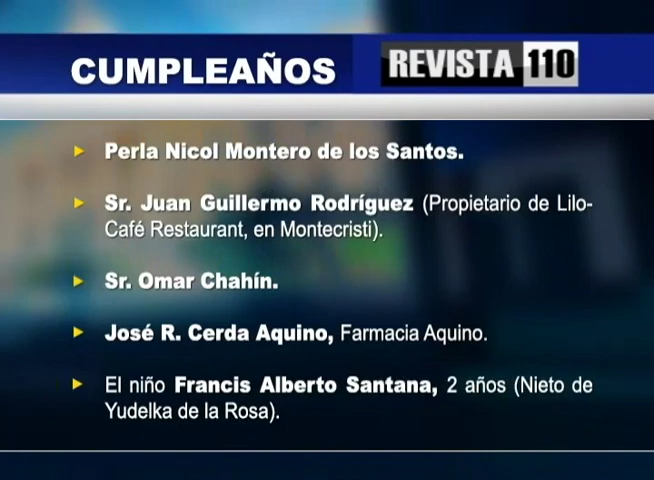 CUMPLEAÑOS
REVISTA 110
Perla Nicol Montero de los Santos.
Sr. Juan Guillermo Rodríguez (Propietario de Lilo-
Café Restaurant, en Montecristi).
Sr. Omar Chahín.
José R. Cerda Aquino, Farmacia Aquino.
El niño Francis Alberto Santana, 2 años (Nieto de
Yudelka de la Rosa).